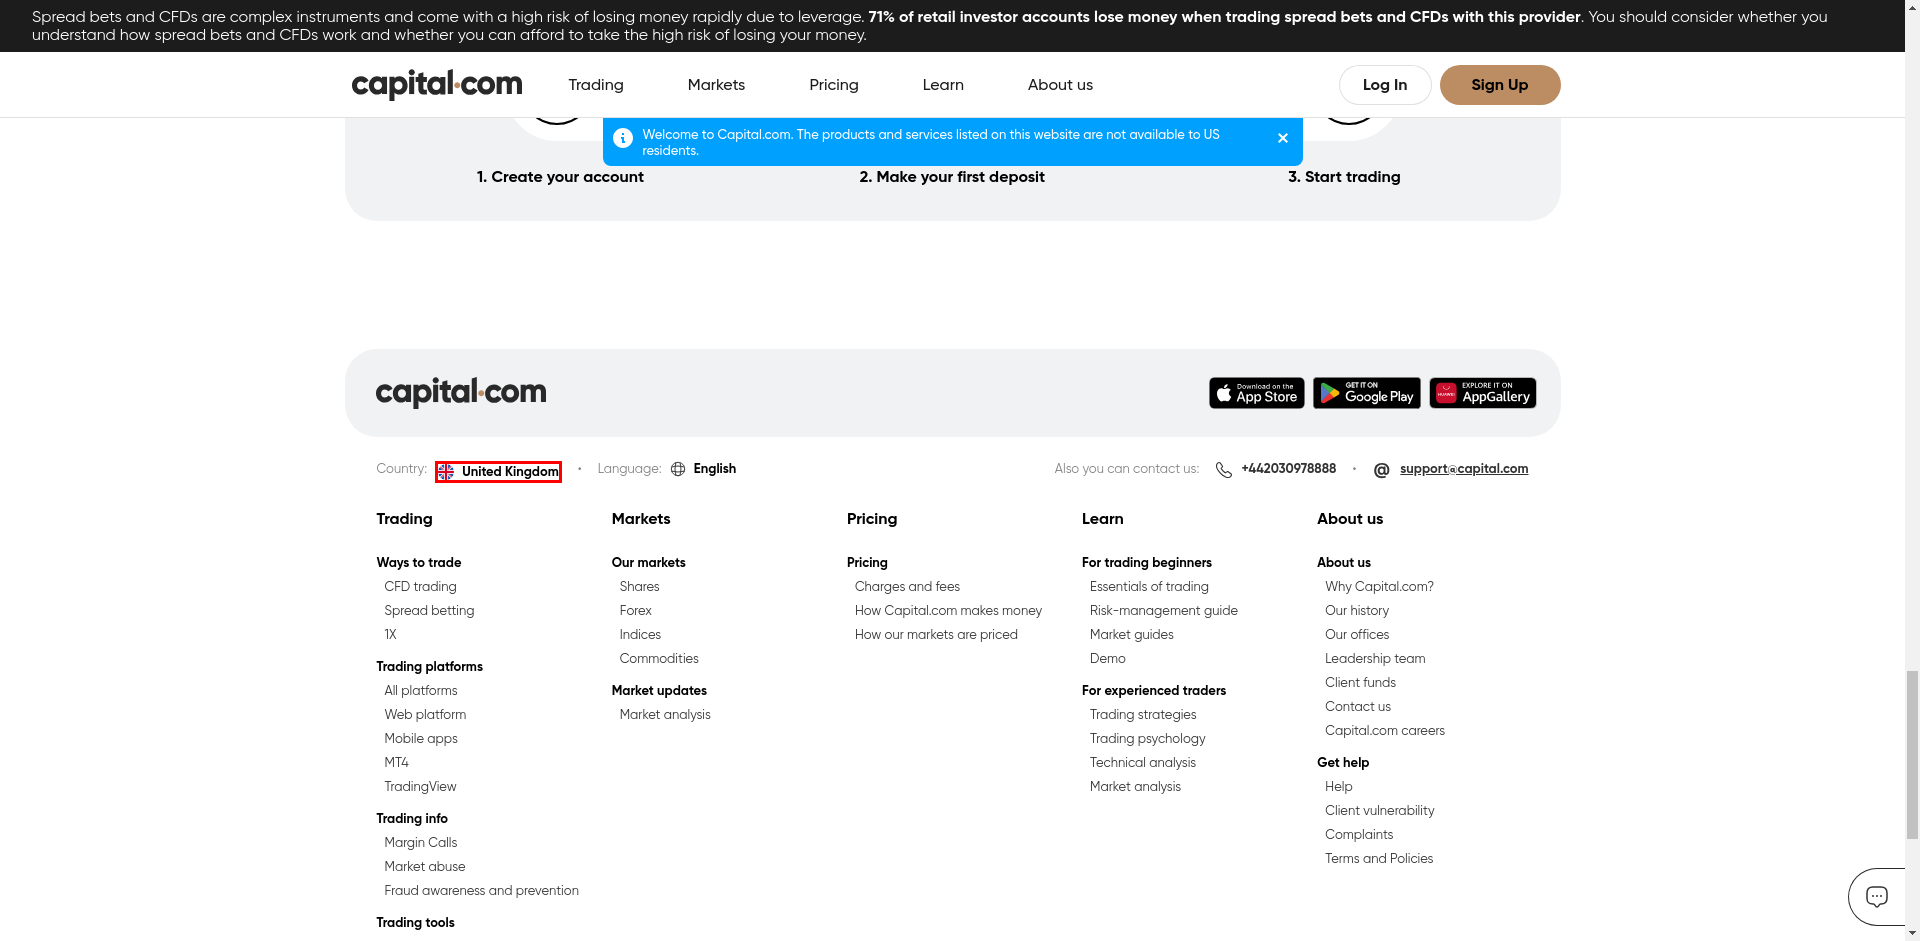 Spread bets and CFDs are complex instruments and come with a high risk of losing money rapidly due to leverage. 71% of retail investor accounts lose money when trading spread bets and CFDs with this provider. You should consider whether you
understand how spread bets and CFDs work and whether you can afford to take the high risk of losing your money.
capital.com
Trading
Markets
Pricing
Learn
About us
Log In
Sign Up
Welcome to Capital.com. The products and services listed on this website are not available to US
residents.
1. Create your account
2. Make your first deposit
3. Start trading
capital.com
Download on the
App Store
GET IT ON
Google Play
HUAWEI
EXPLORE IT ON
AppGallery
Country:
United Kingdom
Language:
English
Also you can contact us:
+442030978888
support@capital.com
Trading
Ways to trade
CFD trading
Spread betting
1X
Trading platforms
All platforms
Web platform
Mobile apps
MT4
TradingView
Trading info
Margin Calls
Market abuse
Fraud awareness and prevention
Trading tools
Markets
Our markets
Shares
Forex
Indices
Commodities
Market updates
Market analysis
Pricing
Pricing
Charges and fees
How Capital.com makes money
How our markets are priced
Learn
For trading beginners
Essentials of trading
Risk-management guide
Market guides
Demo
For experienced traders
Trading strategies
Trading psychology
Technical analysis
Market analysis
About us
About us
Why Capital.com?
Our history
Our offices
Leadership team
Client funds
Contact us
Capital.com careers
Get help
Help
Client vulnerability
Complaints
Terms and Policies